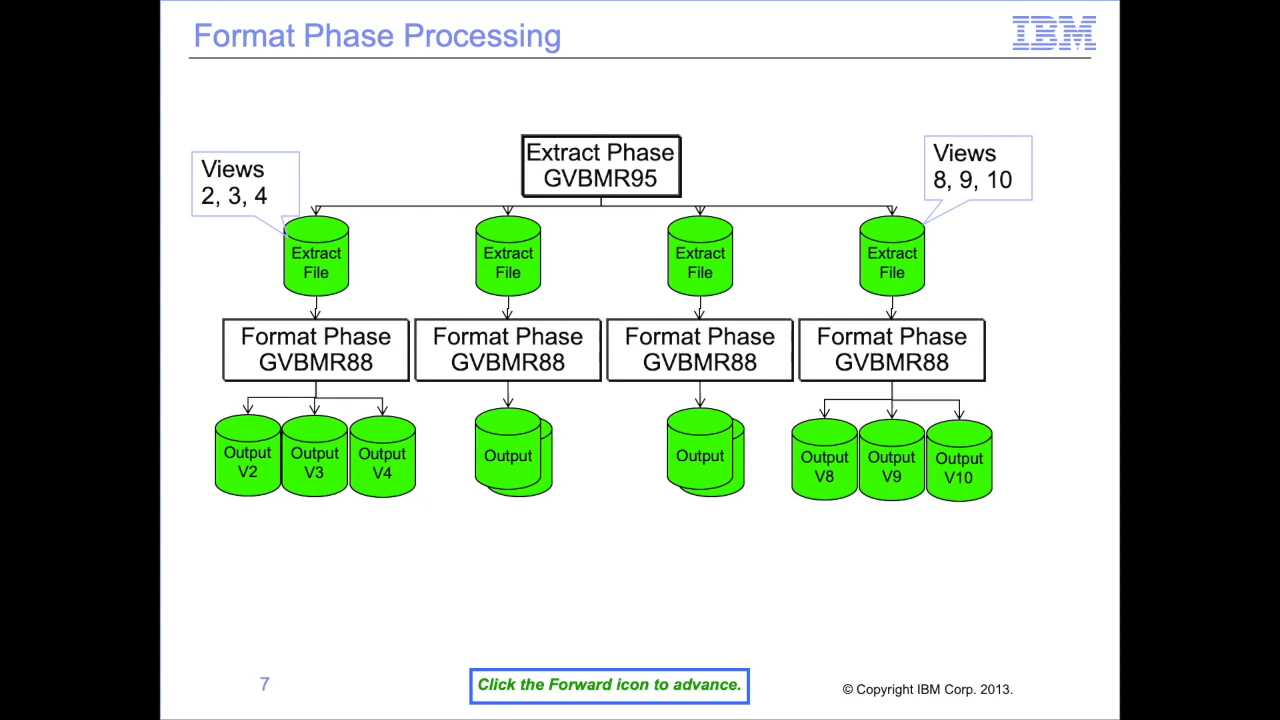 Format Phase Processing
IBM
Extract Phase
GVBMR95
Views
2, 3, 4
Views
8, 9, 10
Extract
File
Extract
File
Extract
File
Extract
File
Format Phase
GVBMR88
Format Phase
GVBMR88
Format Phase
GVBMR88
Format Phase
GVBMR88
Output
V2
Output
V3
Output
V4
Output
Output
Output
V8
Output
V9
Output
V10
7
Click the Forward icon to advance.
© Copyright IBM Corp. 2013.